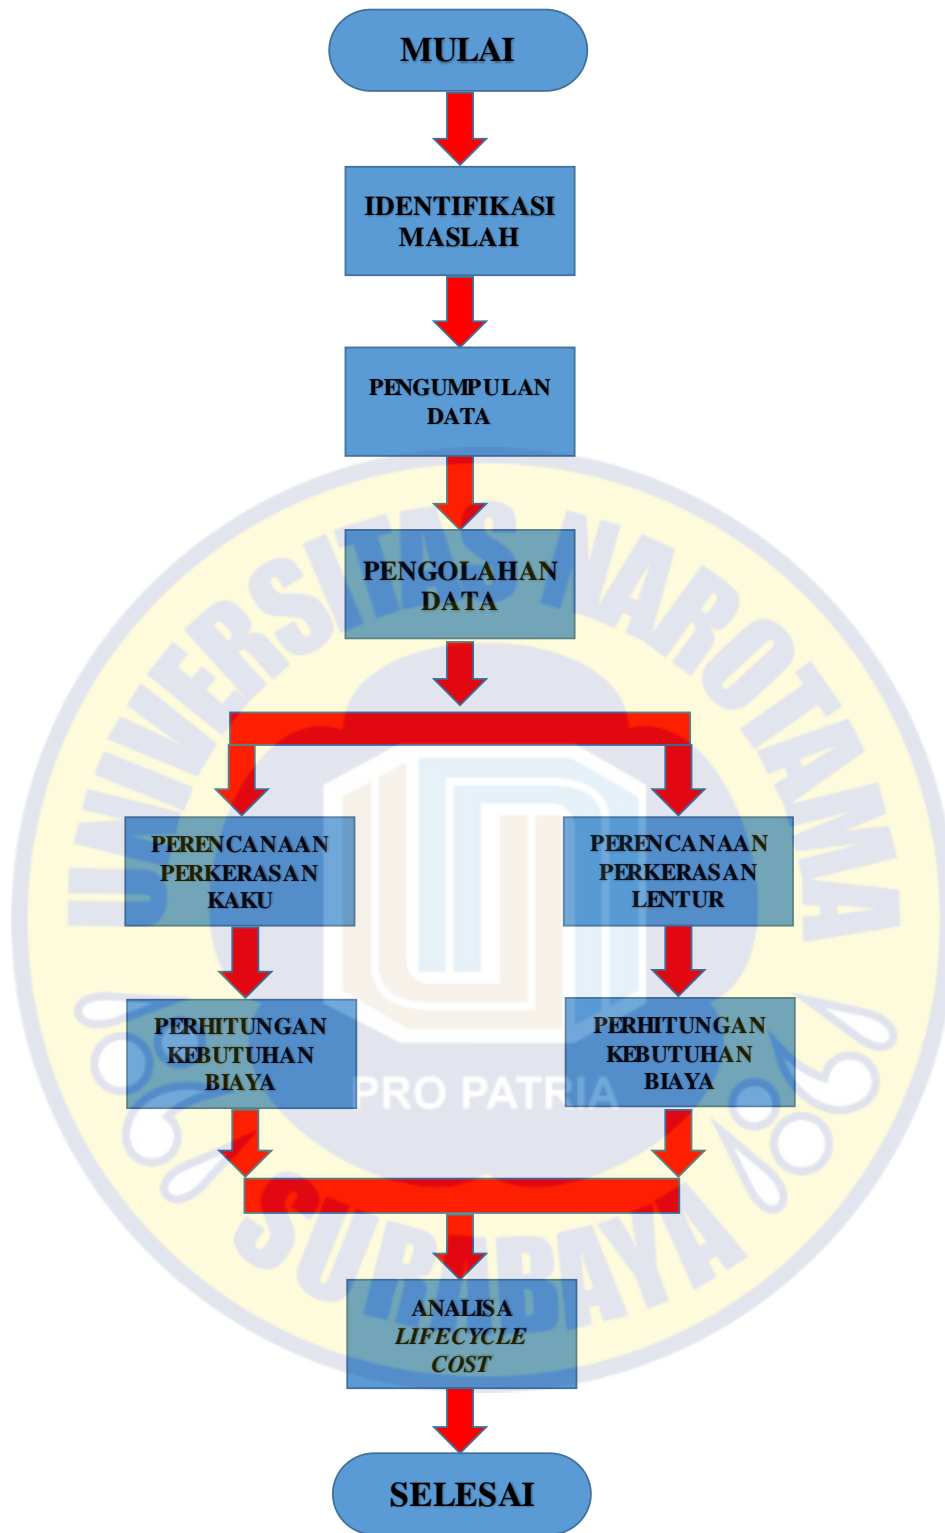 MULAI
IDENTIFIKASI
MASLAH
PENGUMPULAN
DATA
PENGOLAHAN
DATA
PERENCANAAN
PERKERASAN
KAKU
PERENCANAAN
PERKERASAN
LENTUR
PERHITUNGAN
KEBUTUHAN
BIAYA
PERHITUNGAN
KEBUTUHAN
BIAYA
ANALISA
LIFECYCLE
COST
SELESAI
UNIVERSITAS NAROTAMA
PRO PATRIA
SURABAYA